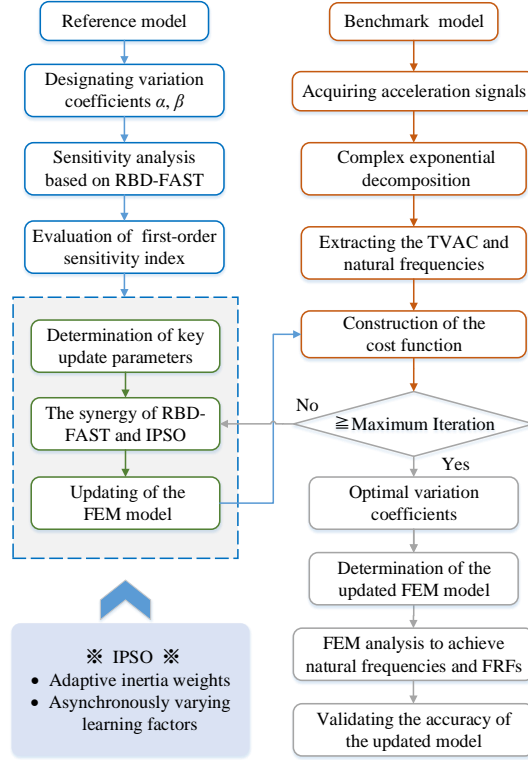 Reference model
Designating variation
coefficients α, β
Sensitivity analysis
based on RBD-FAST
Evaluation of first-order
sensitivity index
Determination of key
update parameters
The synergy of RBD-
FAST and IPSO
Updating of the
FEM model
※ IPSO ※
• Adaptive inertia weights
• Asynchronously varying
learning factors
Benchmark model
Acquiring acceleration signals
Complex exponential
decomposition
Extracting the TVAC and
natural frequencies
Construction of the
cost function
No
≧Maximum Iteration
Yes
Optimal variation
coefficients
Determination of the
updated FEM model
FEM analysis to achieve
natural frequencies and FRFs
Validating the accuracy of
the updated model